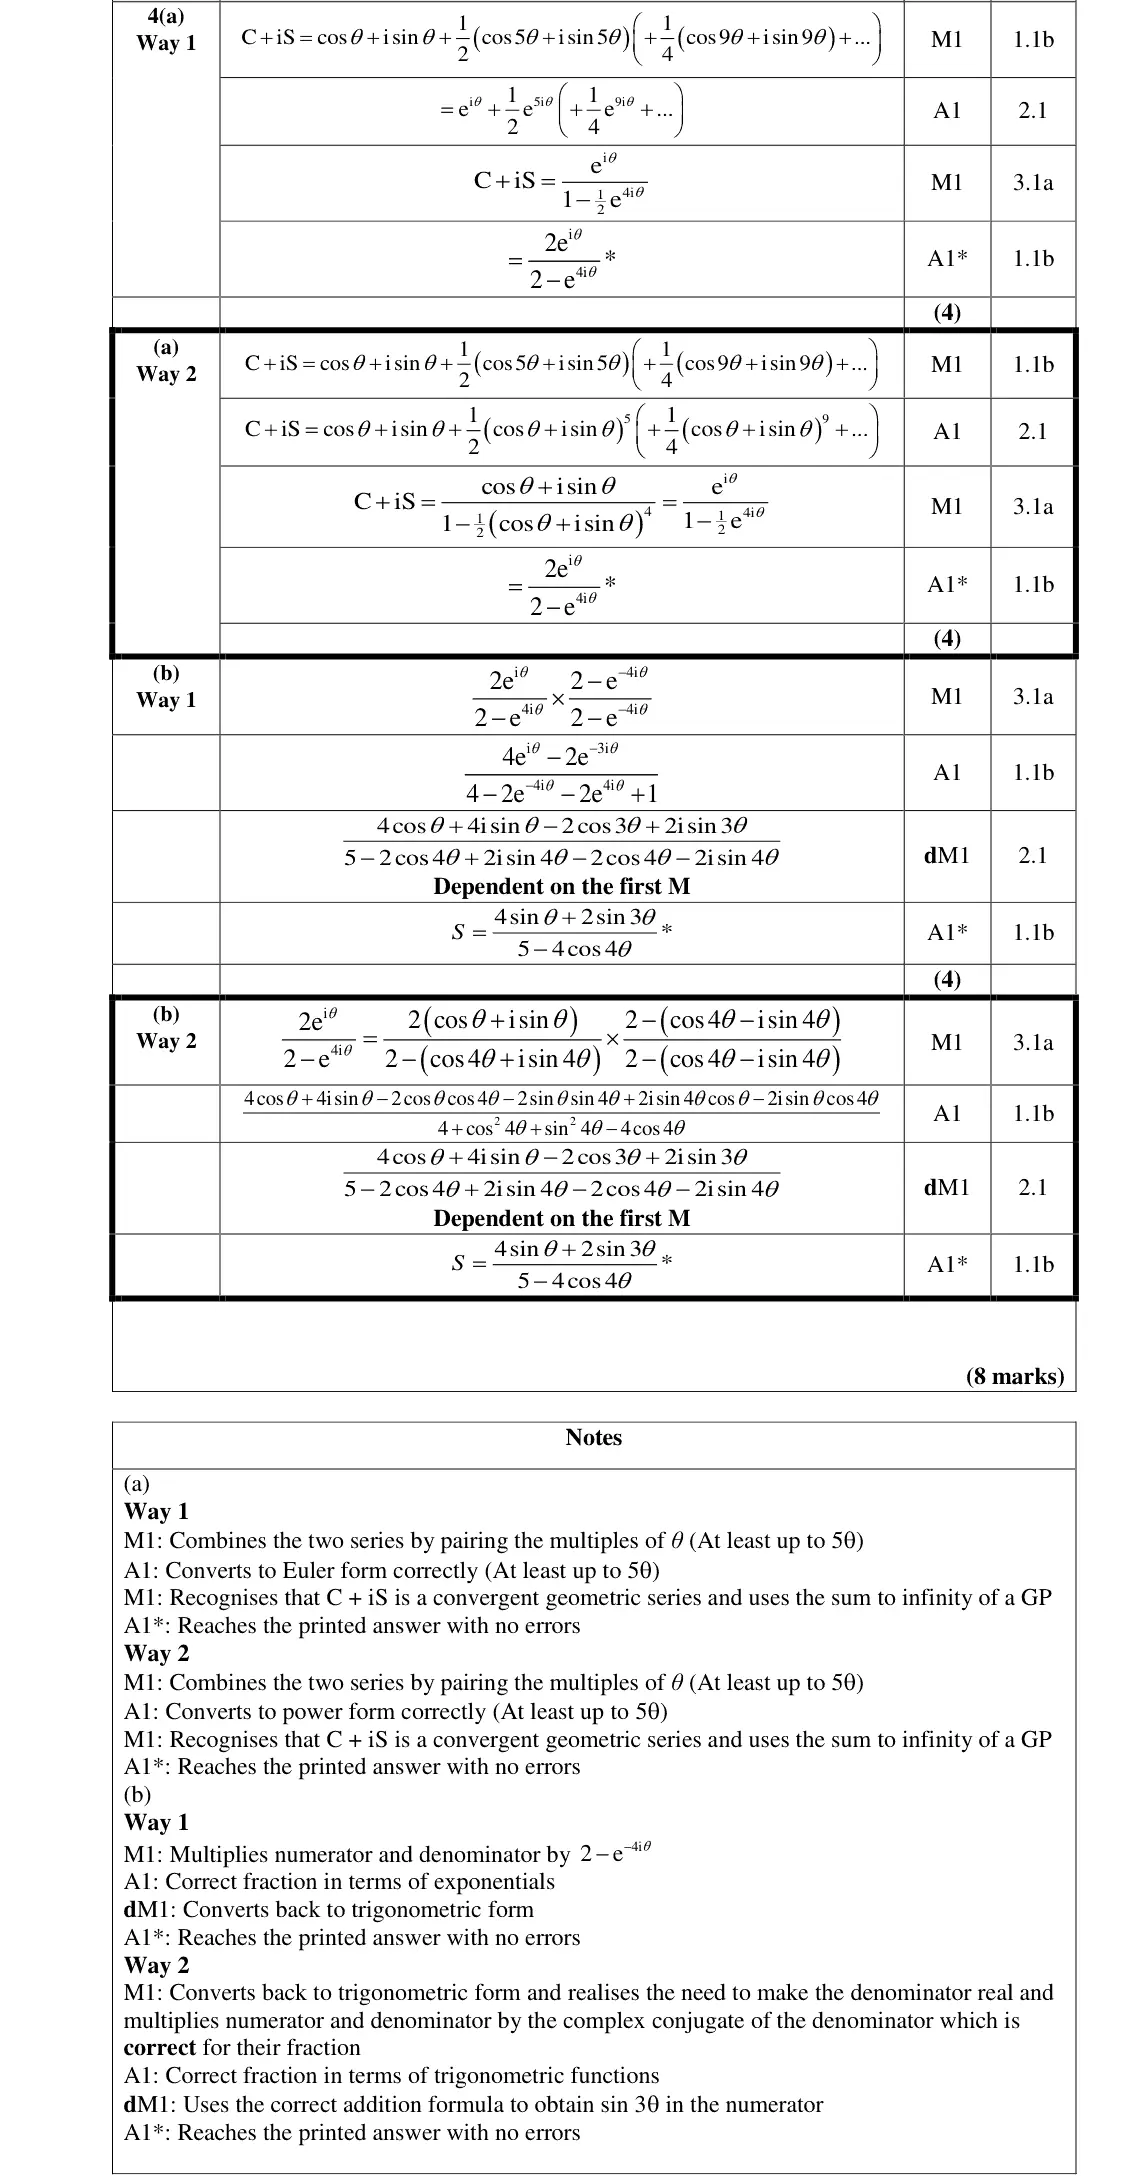 4(a)
Way 1
C + iS = cos θ + i sin θ + 1/2 (cos 5θ + i sin 5θ) (+ 1/4 (cos 9θ + i sin 9θ) + ...) M1 1.1b
= e^(iθ) + 1/2 e^(5iθ) (+ 1/4 e^(9iθ) + ...) A1 2.1
C + iS = e^(iθ) / (1 − 1/2 e^(4iθ)) M1 3.1a
= 2e^(iθ) / (2 − e^(4iθ)) * A1* 1.1b
(4)
(a)
Way 2
C + iS = cos θ + i sin θ + 1/2 (cos 5θ + i sin 5θ) (+ 1/4 (cos 9θ + i sin 9θ) + ...) M1 1.1b
C + iS = cos θ + i sin θ + 1/2 (cos θ + i sin θ)^5 (+ 1/4 (cos θ + i sin θ)^9 + ...) A1 2.1
C + iS = (cos θ + i sin θ) / (1 − 1/2 (cos θ + i sin θ)^4) = e^(iθ) / (1 − 1/2 e^(4iθ)) M1 3.1a
= 2e^(iθ) / (2 − e^(4iθ)) * A1* 1.1b
(4)
(b)
Way 1
2e^(iθ) / (2 − e^(4iθ)) × (2 − e^(−4iθ)) / (2 − e^(−4iθ)) M1 3.1a
(4e^(iθ) − 2e^(−3iθ)) / (4 − 2e^(−4iθ) − 2e^(4iθ) + 1) A1 1.1b
(4 cos θ + 4i sin θ − 2 cos 3θ + 2i sin 3θ) / (5 − 2 cos 4θ + 2i sin 4θ − 2 cos 4θ − 2i sin 4θ) dM1 2.1
Dependent on the first M
S = (4 sin θ + 2 sin 3θ) / (5 − 4 cos 4θ) * A1* 1.1b
(4)
(b)
Way 2
2e^(iθ) / (2 − e^(4iθ)) = 2(cos θ + i sin θ) / (2 − (cos 4θ + i sin 4θ)) × (2 − (cos 4θ − i sin 4θ)) / (2 − (cos 4θ − i sin 4θ)) M1 3.1a
(4 cos θ + 4i sin θ − 2 cos θ cos 4θ − 2 sin θ sin 4θ + 2i sin 4θ cos θ − 2i sin θ cos 4θ) / (4 + cos² 4θ + sin² 4θ − 4 cos 4θ) A1 1.1b
(4 cos θ + 4i sin θ − 2 cos 3θ + 2i sin 3θ) / (5 − 2 cos 4θ + 2i sin 4θ − 2 cos 4θ − 2i sin 4θ) dM1 2.1
Dependent on the first M
S = (4 sin θ + 2 sin 3θ) / (5 − 4 cos 4θ) * A1* 1.1b
(8 marks)
Notes
(a)
Way 1
M1: Combines the two series by pairing the multiples of θ (At least up to 5θ)
A1: Converts to Euler form correctly (At least up to 5θ)
M1: Recognises that C + iS is a convergent geometric series and uses the sum to infinity of a GP
A1*: Reaches the printed answer with no errors
Way 2
M1: Combines the two series by pairing the multiples of θ (At least up to 5θ)
A1: Converts to power form correctly (At least up to 5θ)
M1: Recognises that C + iS is a convergent geometric series and uses the sum to infinity of a GP
A1*: Reaches the printed answer with no errors
(b)
Way 1
M1: Multiplies numerator and denominator by 2 − e^(−4iθ)
A1: Correct fraction in terms of exponentials
dM1: Converts back to trigonometric form
A1*: Reaches the printed answer with no errors
Way 2
M1: Converts back to trigonometric form and realises the need to make the denominator real and
multiplies numerator and denominator by the complex conjugate of the denominator which is
correct for their fraction
A1: Correct fraction in terms of trigonometric functions
dM1: Uses the correct addition formula to obtain sin 3θ in the numerator
A1*: Reaches the printed answer with no errors